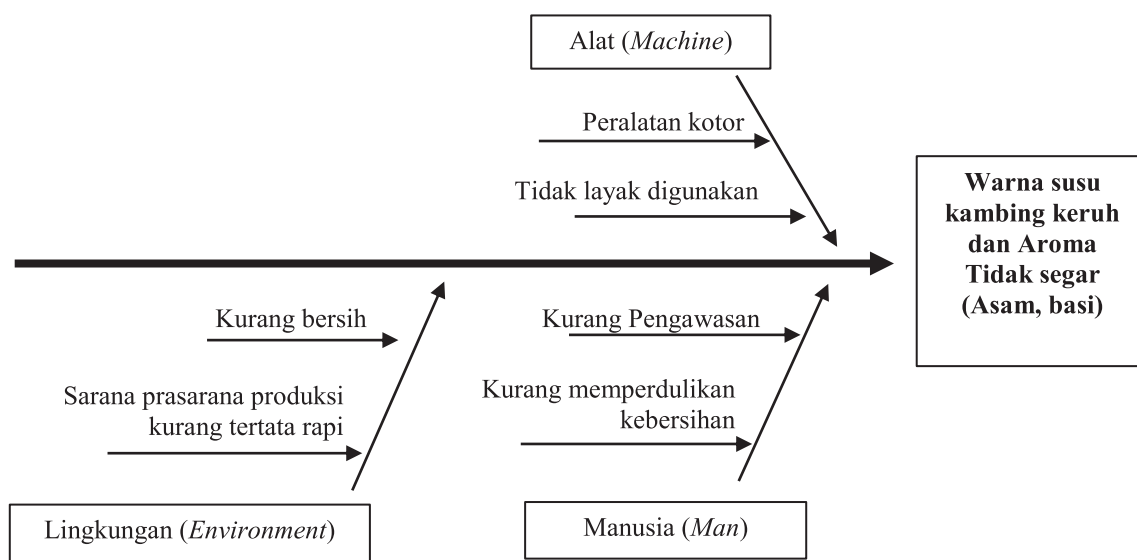 Alat (Machine)
Peralatan kotor
Tidak layak digunakan
Warna susu
kambing keruh
dan Aroma
Tidak segar
(Asam, basi)
Kurang bersih
Sarana prasarana produksi
kurang tertata rapi
Lingkungan (Environment)
Kurang Pengawasan
Kurang memperdulikan
kebersihan
Manusia (Man)